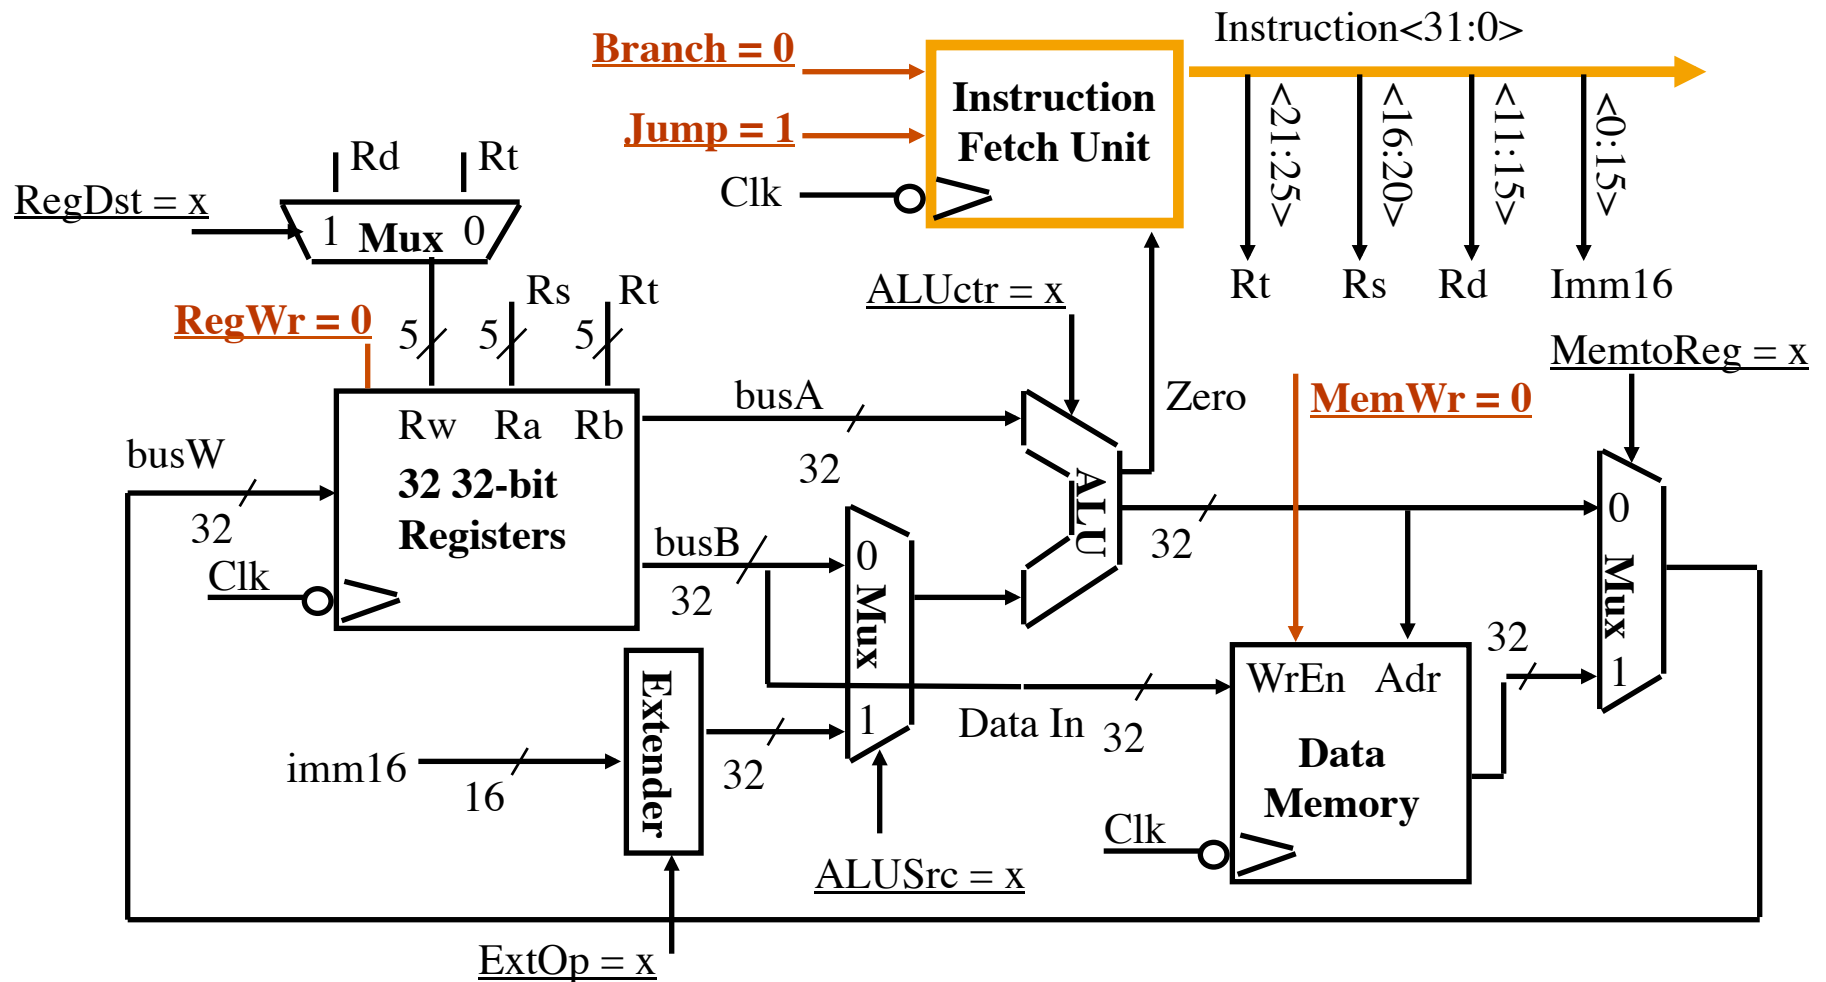 Instruction<31:0>
Branch = 0
Instruction
Fetch Unit
Jump = 1
Clk
<21:25>
<16:20>
<11:15>
<0:15>
Rt
Rs
Rd
Imm16
Rd
Rt
RegDst = x
1 Mux 0
RegWr = 0
5
5
Rs
5
Rt
ALUctr = x
MemtoReg = x
busA
32
Zero
MemWr = 0
Rw Ra Rb
32 32-bit
Registers
busW
32
Clk
busB
32
0
Mux
1
ALU
32
0
Mux
1
imm16
16
Extender
32
Data In
32
WrEn Adr
Data
Memory
32
Clk
ALUSrc = x
ExtOp = x